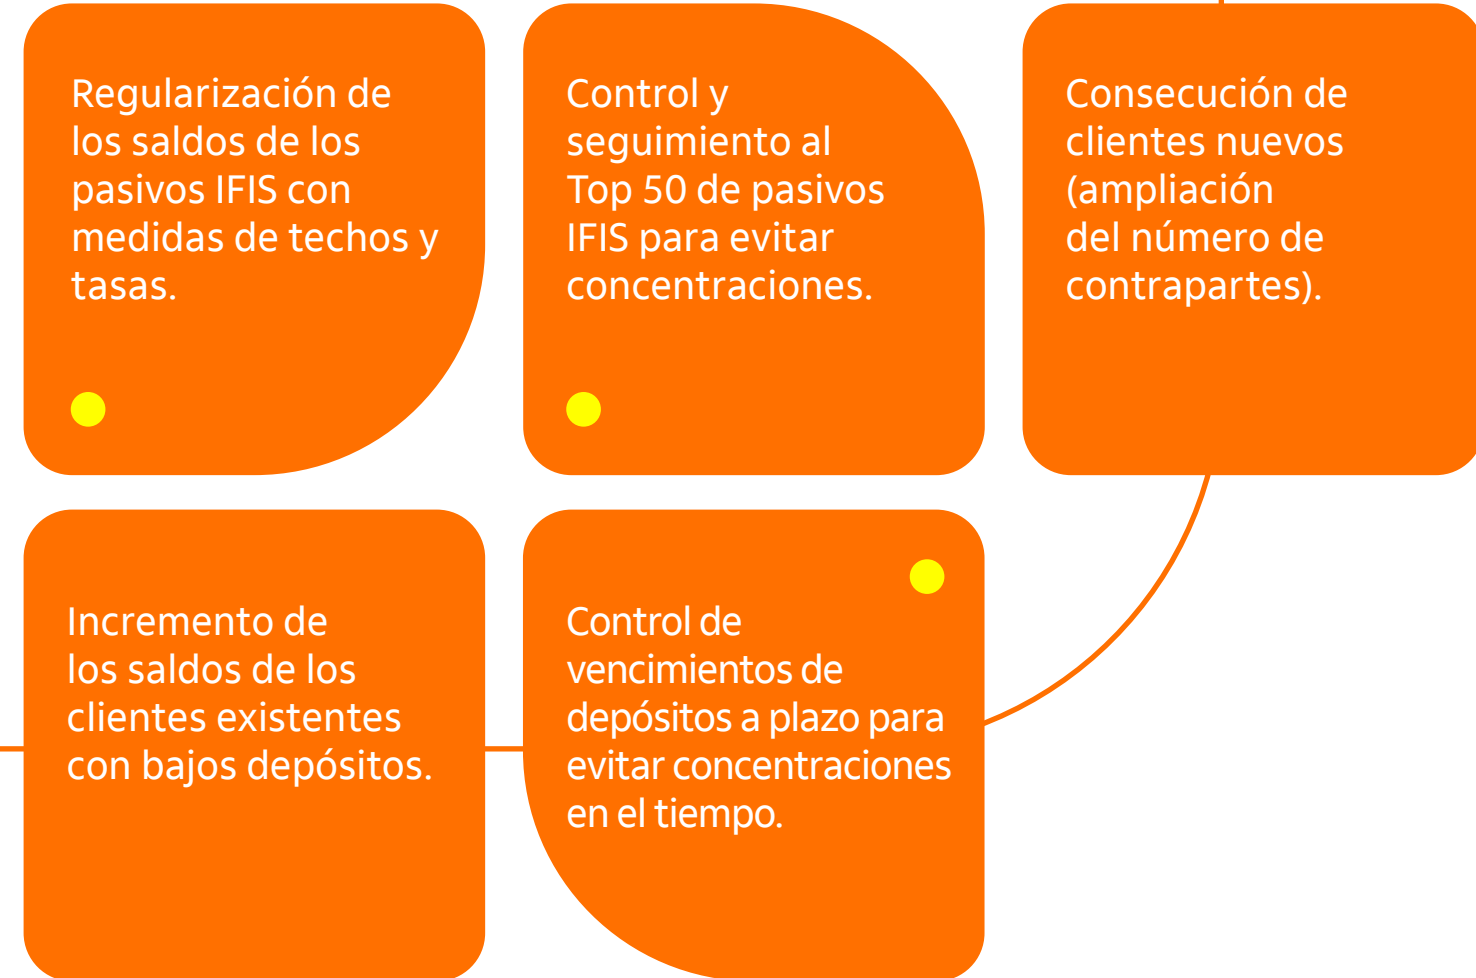 Regularización de
los saldos de los
pasivos IFIS con
medidas de techos y
tasas.
Control y
seguimiento al
Top 50 de pasivos
IFIS para evitar
concentraciones.
Consecución de
clientes nuevos
(ampliación
del número de
contrapartes).
Incremento de
los saldos de los
clientes existentes
con bajos depósitos.
Control de
vencimientos de
depósitos a plazo para
evitar concentraciones
en el tiempo.